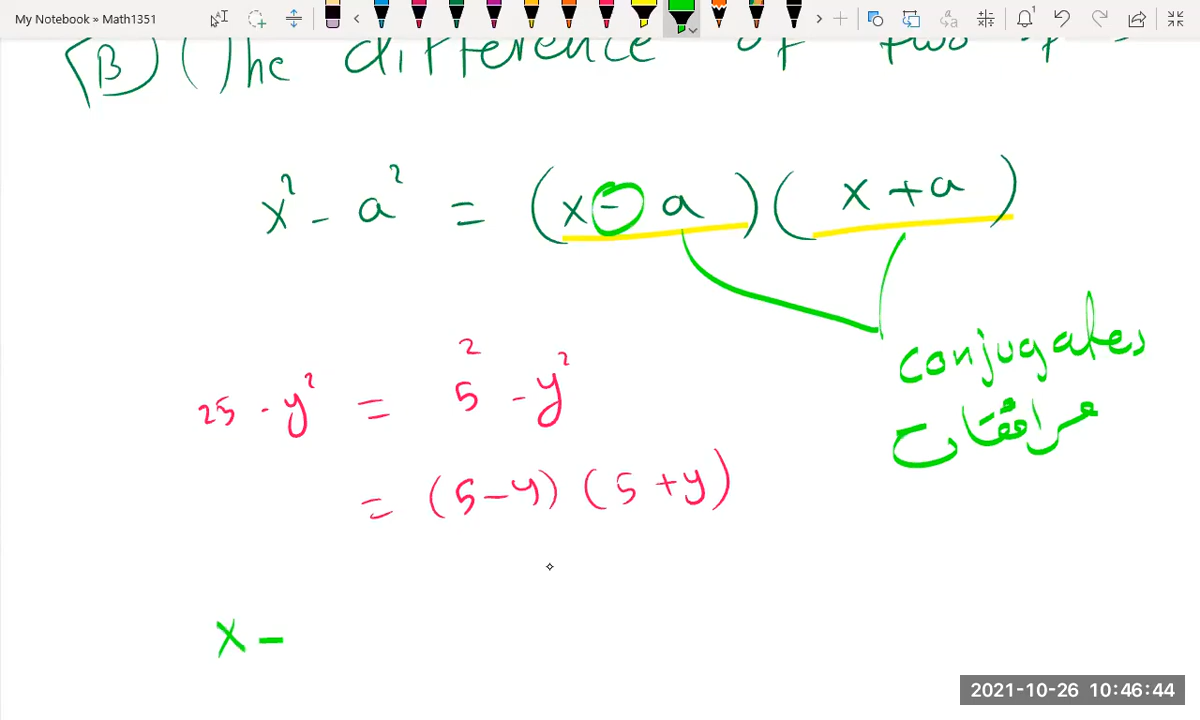 My Notebook » Math1351
B) The difference of two
x² - a² = (x - a)(x + a)
conjugates
مرافقات
25 - y² = 5² - y²
= (5 - y) (5 + y)
x -
2021-10-26 10:46:44